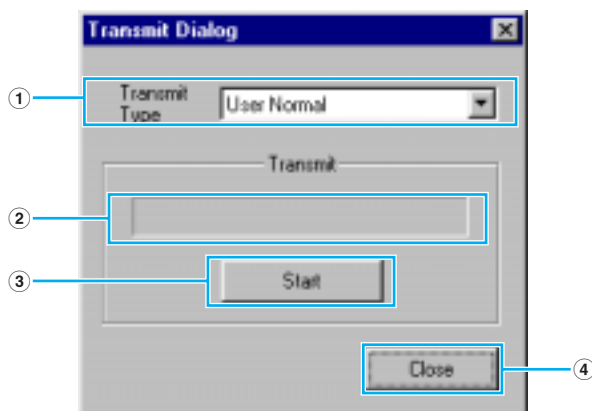 Transmit Dialog
① Transmit Type User Normal
Transmit
②
③ Start
Close ④